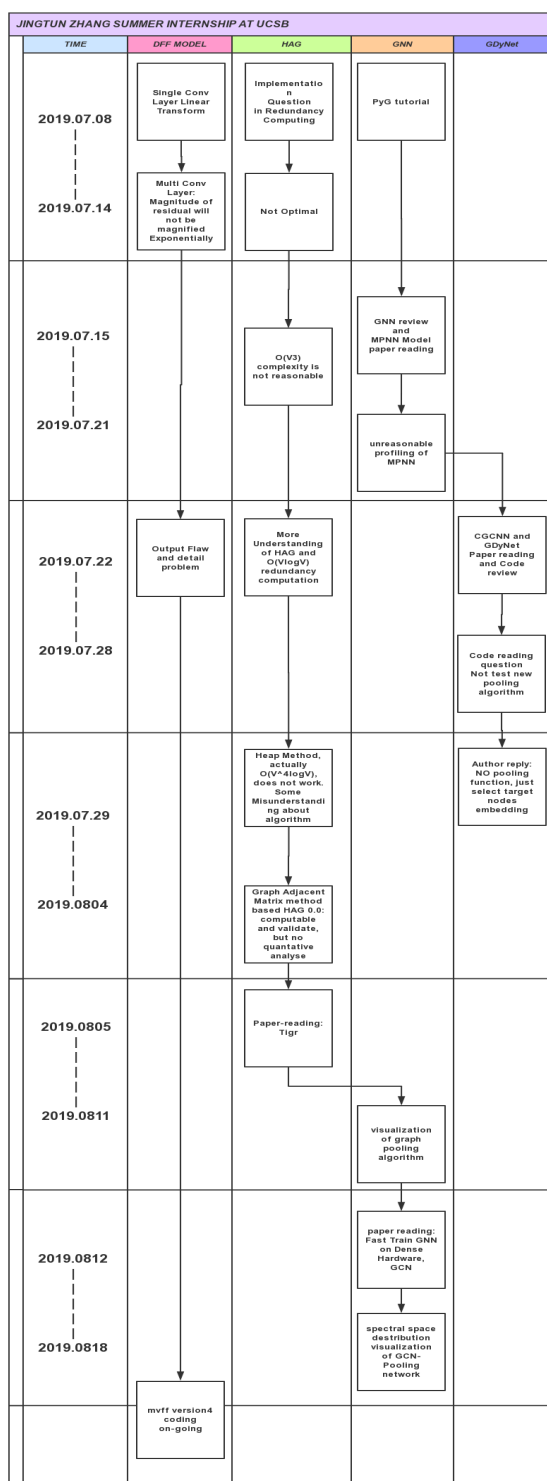 JINGTUN ZHANG SUMMER INTERNSHIP AT UCSB
TIME
DFF MODEL
HAG
GNN
GDyNet
2019.07.08
2019.07.14
Single Conv
Layer Linear
Transform
Multi Conv
Layer:
Magnitude of
residual will
not be
magnified
Exponentially
Implementatio
n
Question
in Redundancy
Computing
Not Optimal
PyG tutorial
2019.07.15
2019.07.21
O(V3)
complexity is
not reasonable
GNN review
and
MPNN Model
paper reading
unreasonable
profiling of
MPNN
2019.07.22
2019.07.28
Output Flaw
and detail
problem
More
Understanding
of HAG and
O(VlogV)
redundancy
computation
CGCNN and
GDyNet
Paper reading
and Code
review
Code reading
question
Not test new
pooling
algorithm
2019.07.29
2019.0804
Heap Method,
actually
O(V^4logV),
does not work.
Some
Misunderstandi
ng about
algorithm
Graph Adjacent
Matrix method
based HAG 0.0:
computable
and validate,
but no
quantative
analyse
Author reply:
NO pooling
function, just
select target
nodes
embedding
2019.0805
2019.0811
Paper-reading:
Tigr
visualization
of graph
pooling
algorithm
2019.0812
2019.0818
paper reading:
Fast Train GNN
on Dense
Hardware,
GCN
spectral space
destribution
visualization
of GCN-
Pooling
network
mvff version4
coding
on-going